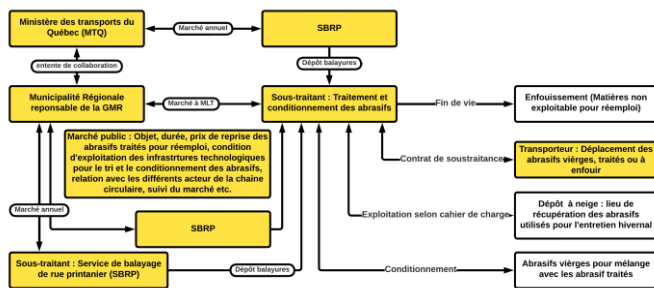 Ministère des transports du
Québec (MTQ)
Marché annuel
SBRP
entente de collaboration
Dépôt balayures
Municipalité Régionale
reponsable de la GMR
Marché à MLT
Sous-traitant : Traitement et
conditionnement des abrasifs
Fin de vie
Enfouissement (Matières non
exploitable pour réemploi)
Marché public : Objet, durée, prix de reprise des
abrasifs traités pour réemploi, condition
d'exploitation des infrastrtures technologiques
pour le tri et le conditionnement des abrasifs,
relation avec les différents acteur de la chaine
circulaire, suivi du marché etc.
Contrat de soustraitance
Transporteur : Déplacement des
abrasifs vièrges, traités ou à
enfouir
Marché annuel
SBRP
Exploitation selon cahier de charge
Dépôt à neige : lieu de
récupération des abrasifs
utilisés pour l'entretien hivernal
Sous-traitant : Service de balayage
de rue printanier (SBRP)
Dépôt balayures
Conditionnement
Abrasifs vièrges pour mélange
avec les abrasif traités